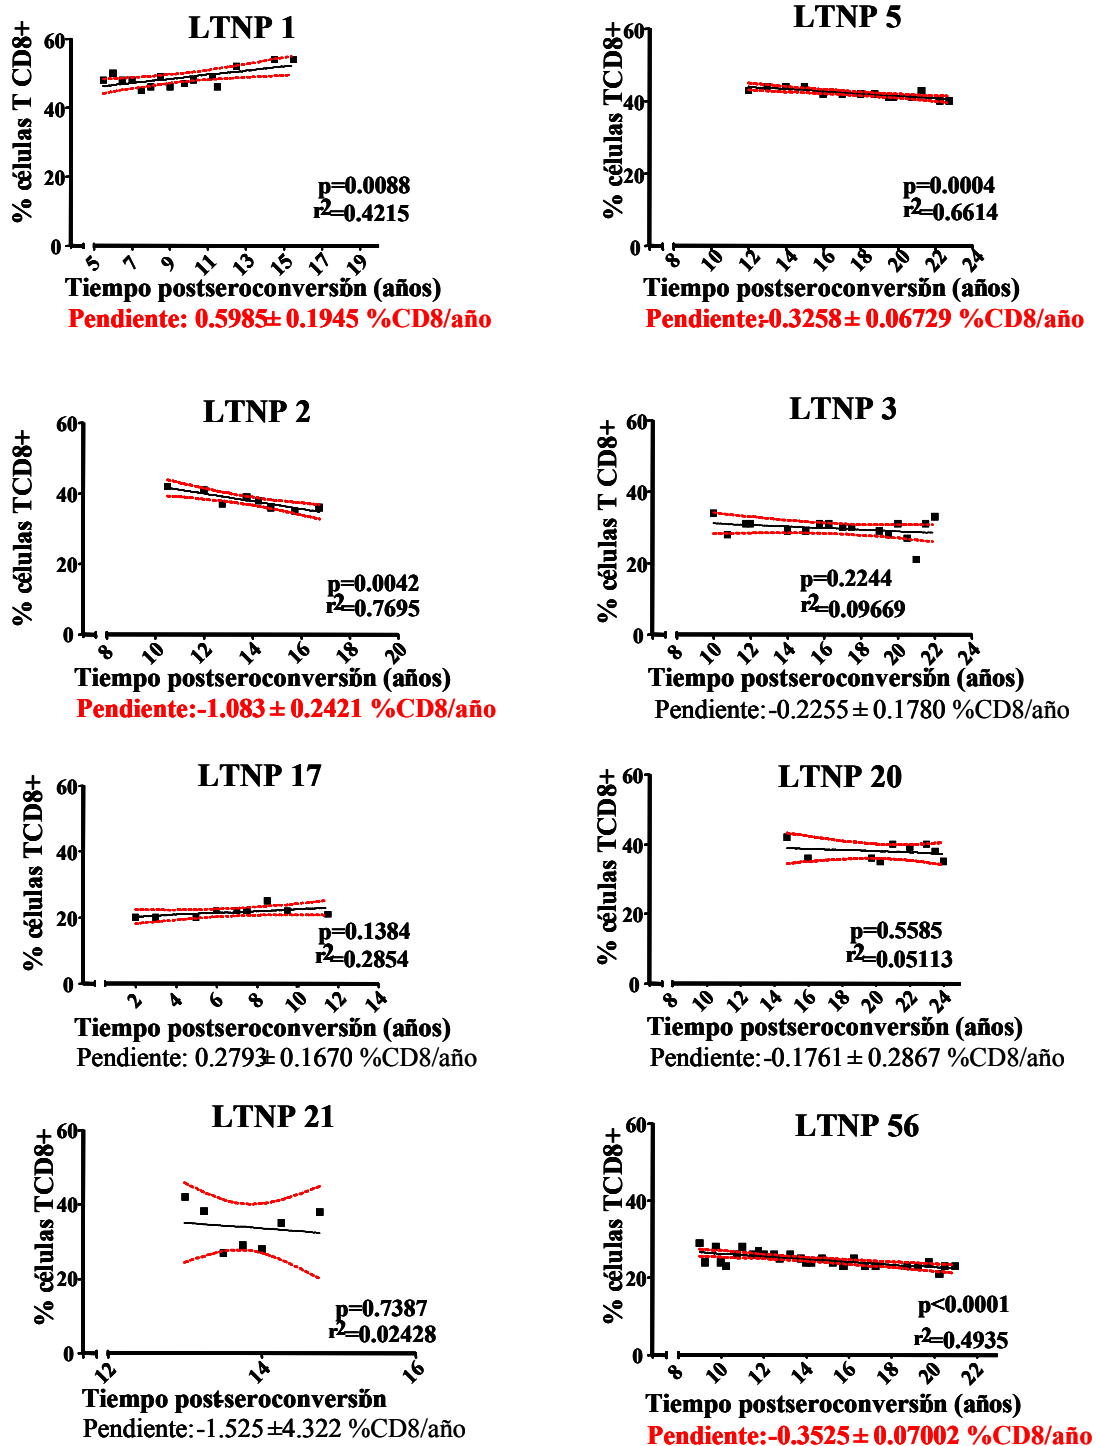 LTNP 1
% células T CD8+
60
40
20
0
p=0.0088
r²=0.4215
5 7 9 11 13 15 17 19
Tiempo postseroconversión (años)
Pendiente: 0.5985± 0.1945 %CD8/año
LTNP 5
% células TCD8+
60
40
20
0
p=0.0004
r²=0.6614
8 10 12 14 16 18 20 22 24
Tiempo postseroconversión (años)
Pendiente:-0.3258 ± 0.06729 %CD8/año
LTNP 2
% células TCD8+
60
40
20
0
p=0.0042
r²=0.7695
8 10 12 14 16 18 20
Tiempo postseroconversión (años)
Pendiente:-1.083 ± 0.2421 %CD8/año
LTNP 3
% células T CD8+
60
40
20
0
p=0.2244
r²=0.09669
8 10 12 14 16 18 20 22 24
Tiempo postseroconversión (años)
Pendiente:-0.2255 ± 0.1780 %CD8/año
LTNP 17
% células TCD8+
60
40
20
0
p=0.1384
r²=0.2854
2 4 6 8 10 12 14
Tiempo postseroconversión (años)
Pendiente: 0.2793± 0.1670 %CD8/año
LTNP 20
% células TCD8+
60
40
20
0
p=0.5585
r²=0.05113
8 10 12 14 16 18 20 22 24
Tiempo postseroconversión (años)
Pendiente:-0.1761 ± 0.2867 %CD8/año
LTNP 21
% células TCD8+
60
40
20
0
p=0.7387
r²=0.02428
12 14 16
Tiempo post-seroconversión
Pendiente:-1.525 ±4.322 %CD8/año
LTNP 56
% células TCD8+
60
40
20
0
p<0.0001
r²=0.4935
8 10 12 14 16 18 20 22
Tiempo postseroconversión (años)
Pendiente:-0.3525 ± 0.07002 %CD8/año